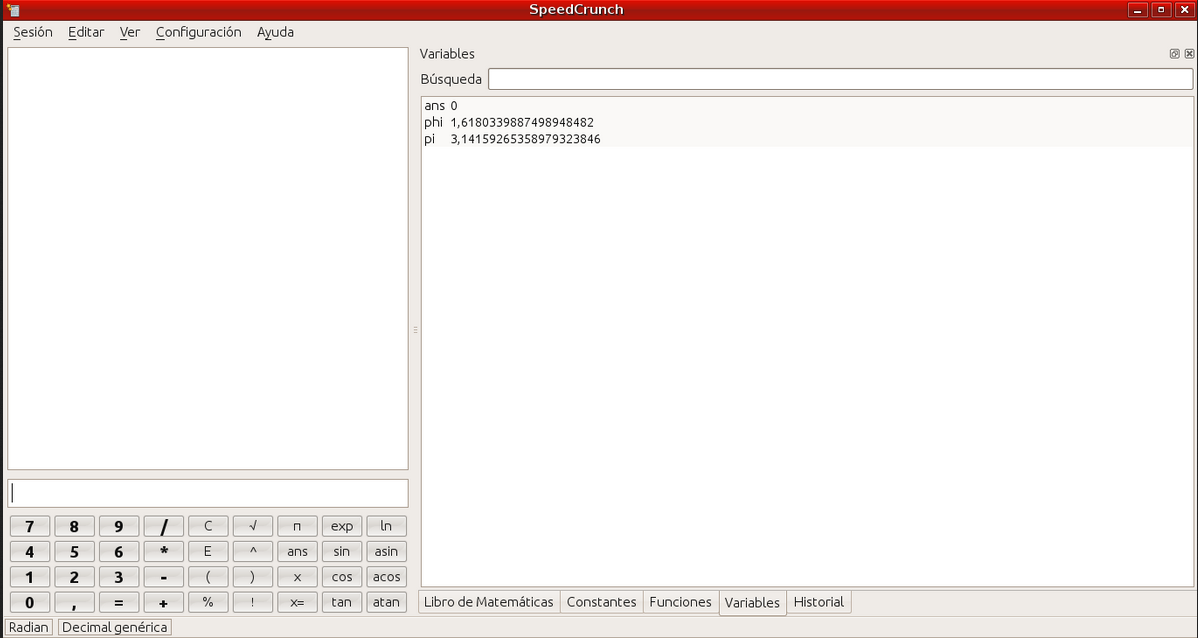 SpeedCrunch
Sesión Editar Ver Configuración Ayuda
Variables
Búsqueda
ans 0
phi 1,6180339887498948482
pi 3,14159265358979323846
7 8 9 / C √ π exp ln
4 5 6 * E ^ ans sin asin
1 2 3 - ( ) x cos acos
0 , = + % ! x= tan atan
Libro de Matemáticas Constantes Funciones Variables Historial
Radian Decimal genérica